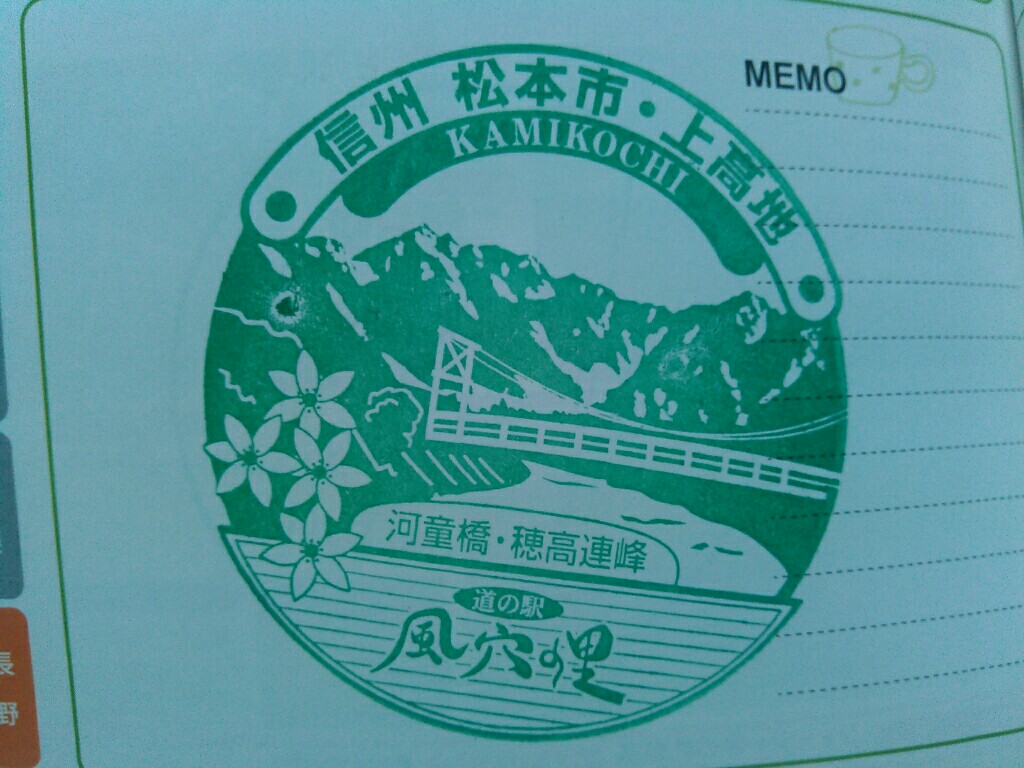 MEMO
信州 松本市・上高地
KAMIKOCHI
河童橋・穂高連峰
道の駅
風穴の里
長
野